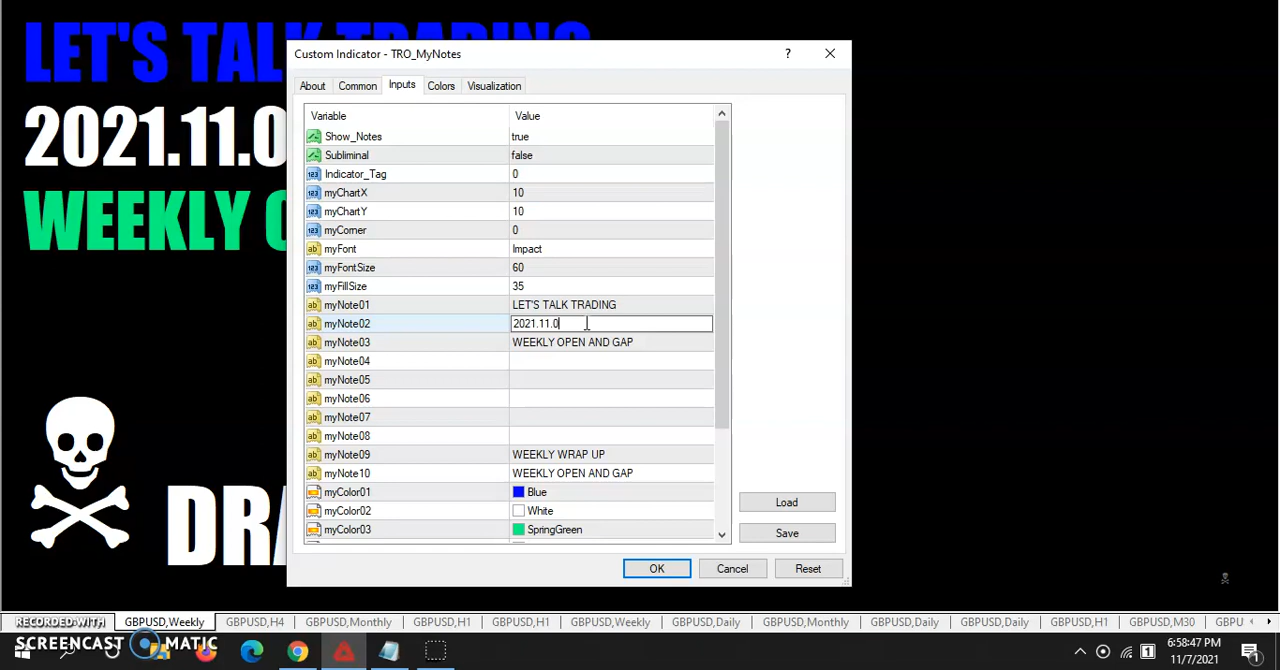 LET'S TALK TRADING
2021.11.0
WEEKLY O
DRA
Custom Indicator - TRO_MyNotes
?
About Common Inputs Colors Visualization
Variable Value
Show_Notes true
Subliminal false
Indicator_Tag 0
myChartX 10
myChartY 10
myCorner 0
myFont Impact
myFontSize 60
myFillSize 35
myNote01 LET'S TALK TRADING
myNote02 2021.11.0
myNote03 WEEKLY OPEN AND GAP
myNote04
myNote05
myNote06
myNote07
myNote08
myNote09 WEEKLY WRAP UP
myNote10 WEEKLY OPEN AND GAP
myColor01 Blue
myColor02 White
myColor03 SpringGreen
Load
Save
OK Cancel Reset
GBPUSD,Weekly GBPUSD,H4 GBPUSD,Monthly GBPUSD,H1 GBPUSD,H1 GBPUSD,Weekly GBPUSD,Daily GBPUSD,Monthly GBPUSD,Daily GBPUSD,Daily GBPUSD,H1 GBPUSD,M30 GBPU
RECORDED WITH
SCREENCAST MATIC
6:58:47 PM
11/7/2021